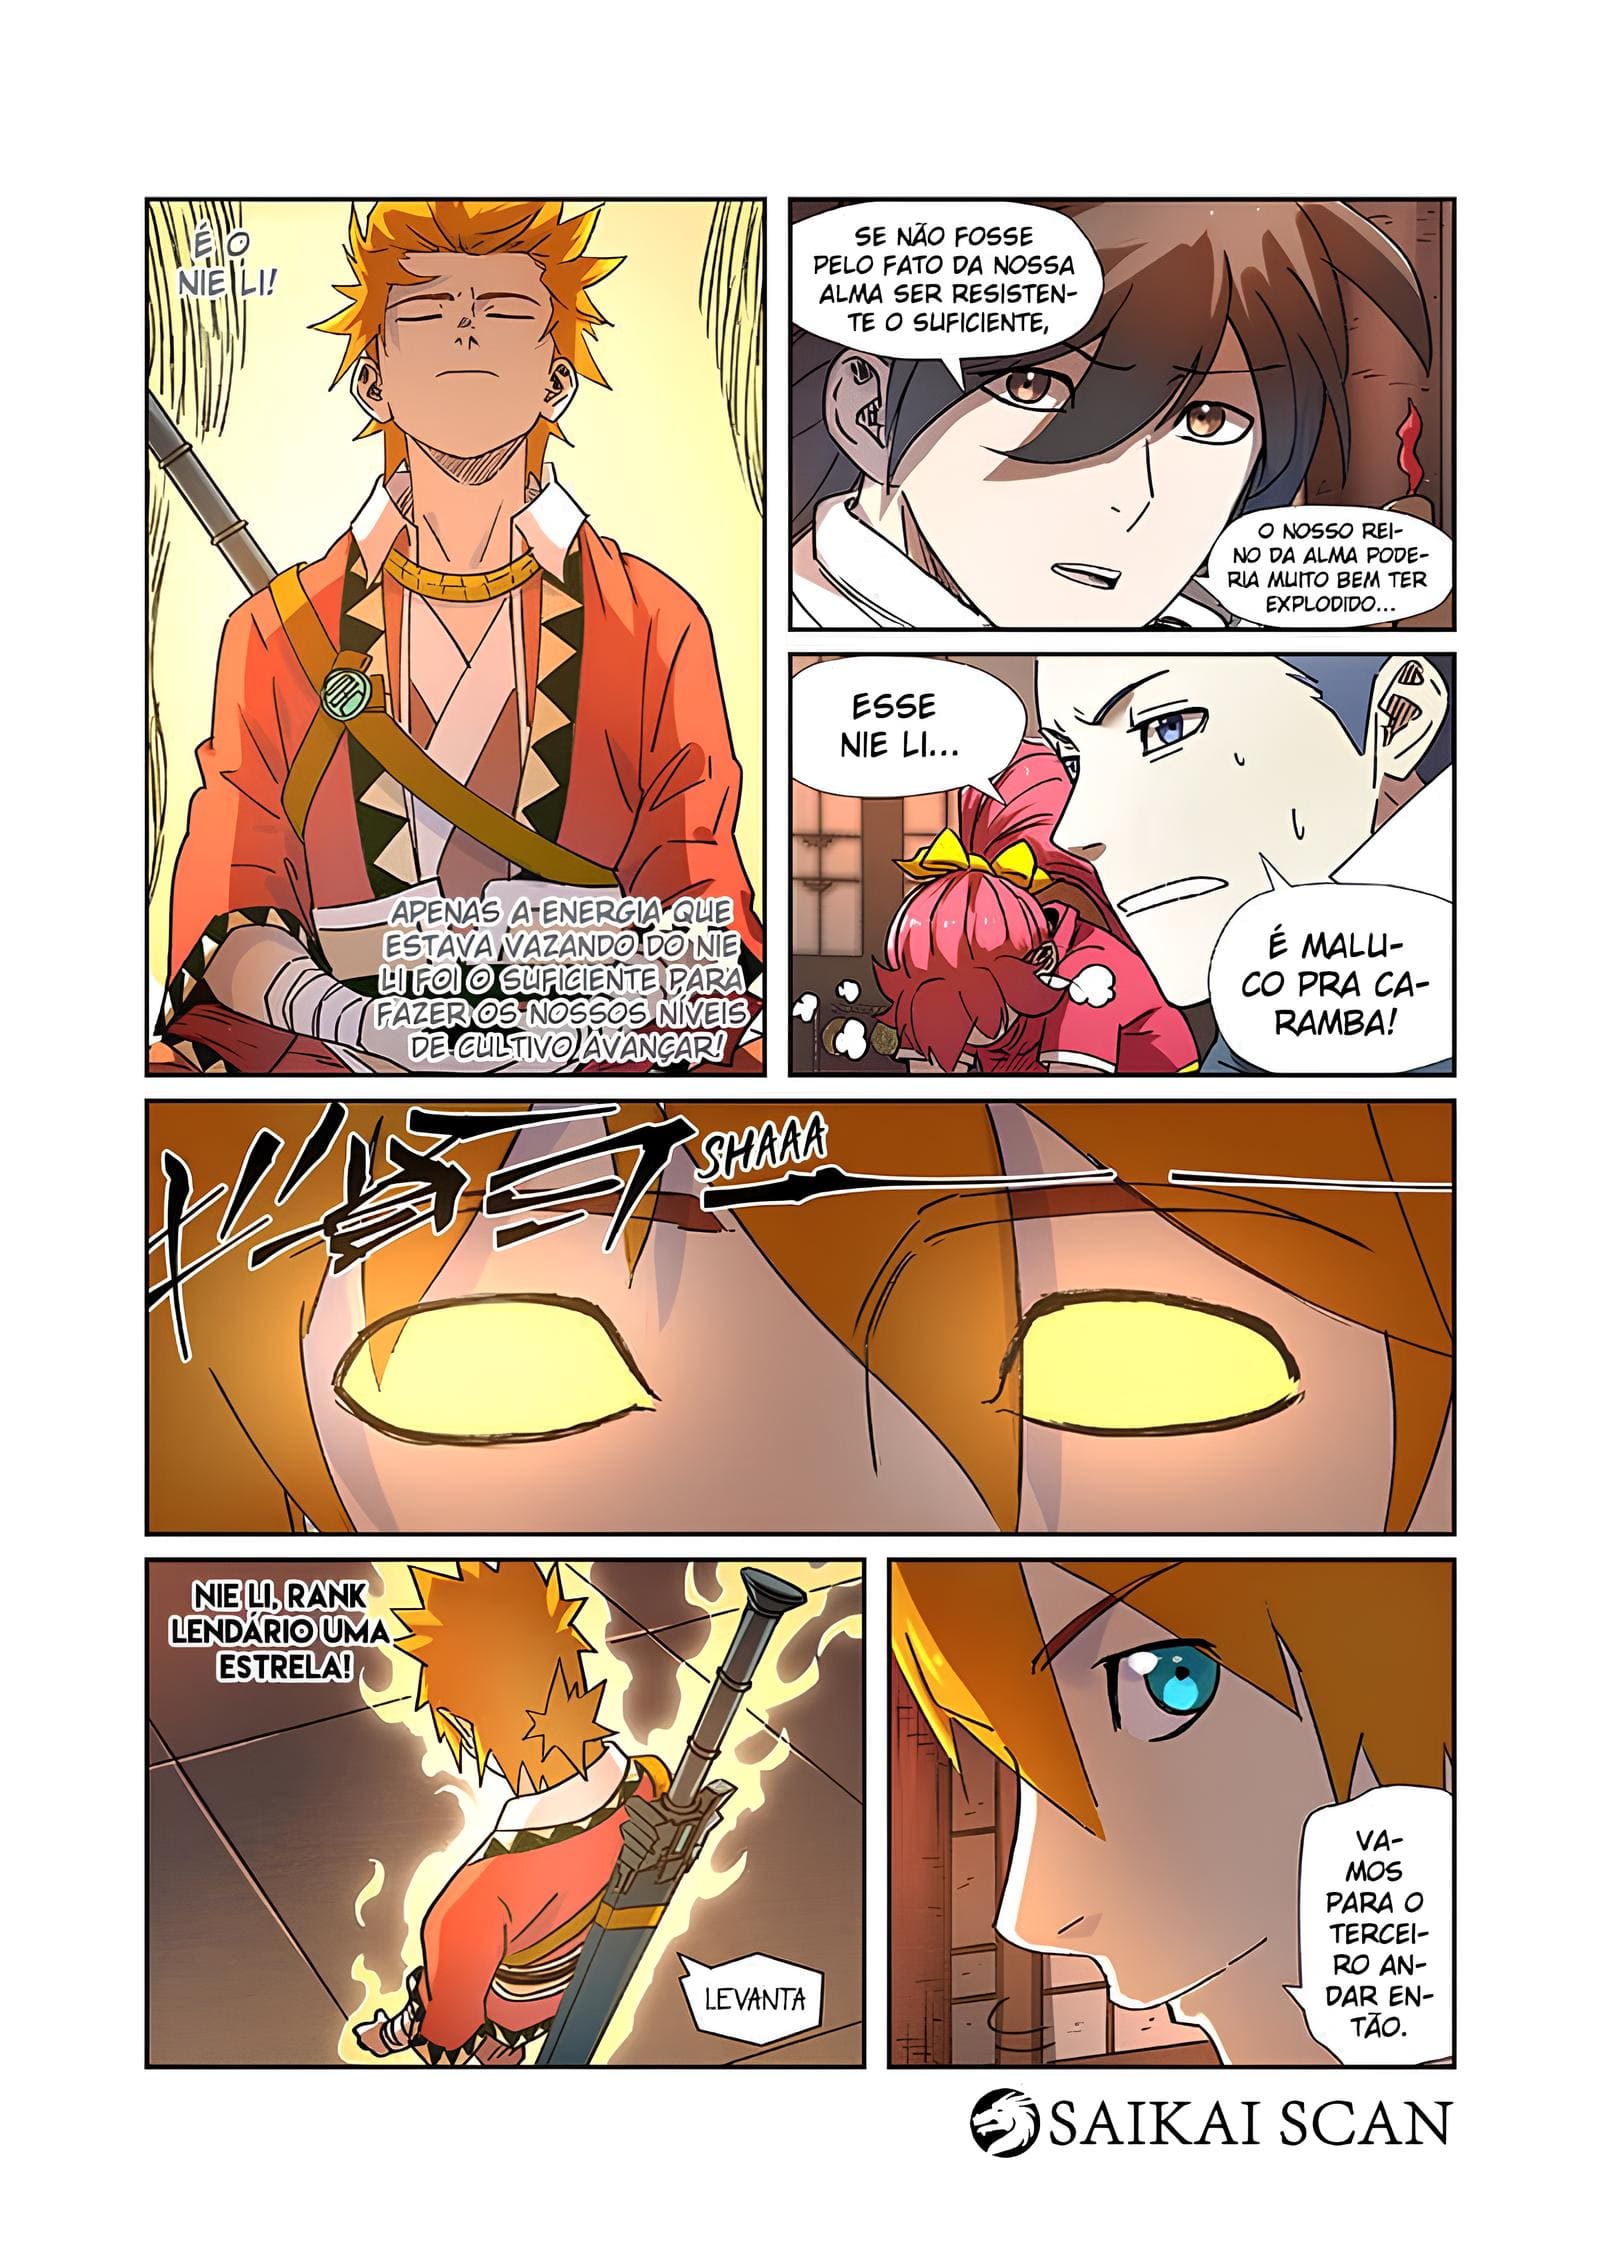 É O
NIE LI!
APENAS A ENERGIA QUE
ESTAVA VAZANDO DO NIE
LI FOI O SUFICIENTE PARA
FAZER OS NOSSOS NÍVEIS
DE CULTIVO AVANÇAR!
SE NÃO FOSSE
PELO FATO DA NOSSA
ALMA SER RESISTEN-
TE O SUFICIENTE,
O NOSSO REI-
NO DA ALMA PODE-
RIA MUITO BEM TER
EXPLODIDO...
ESSE
NIE LI...
É MALU-
CO PRA CA-
RAMBA!
SHAAA
NIE LI, RANK
LENDÁRIO UMA
ESTRELA!
LEVANTA
VA-
MOS
PARA O
TERCEI-
RO AN-
DAR EN-
TÃO.
SAIKAI SCAN